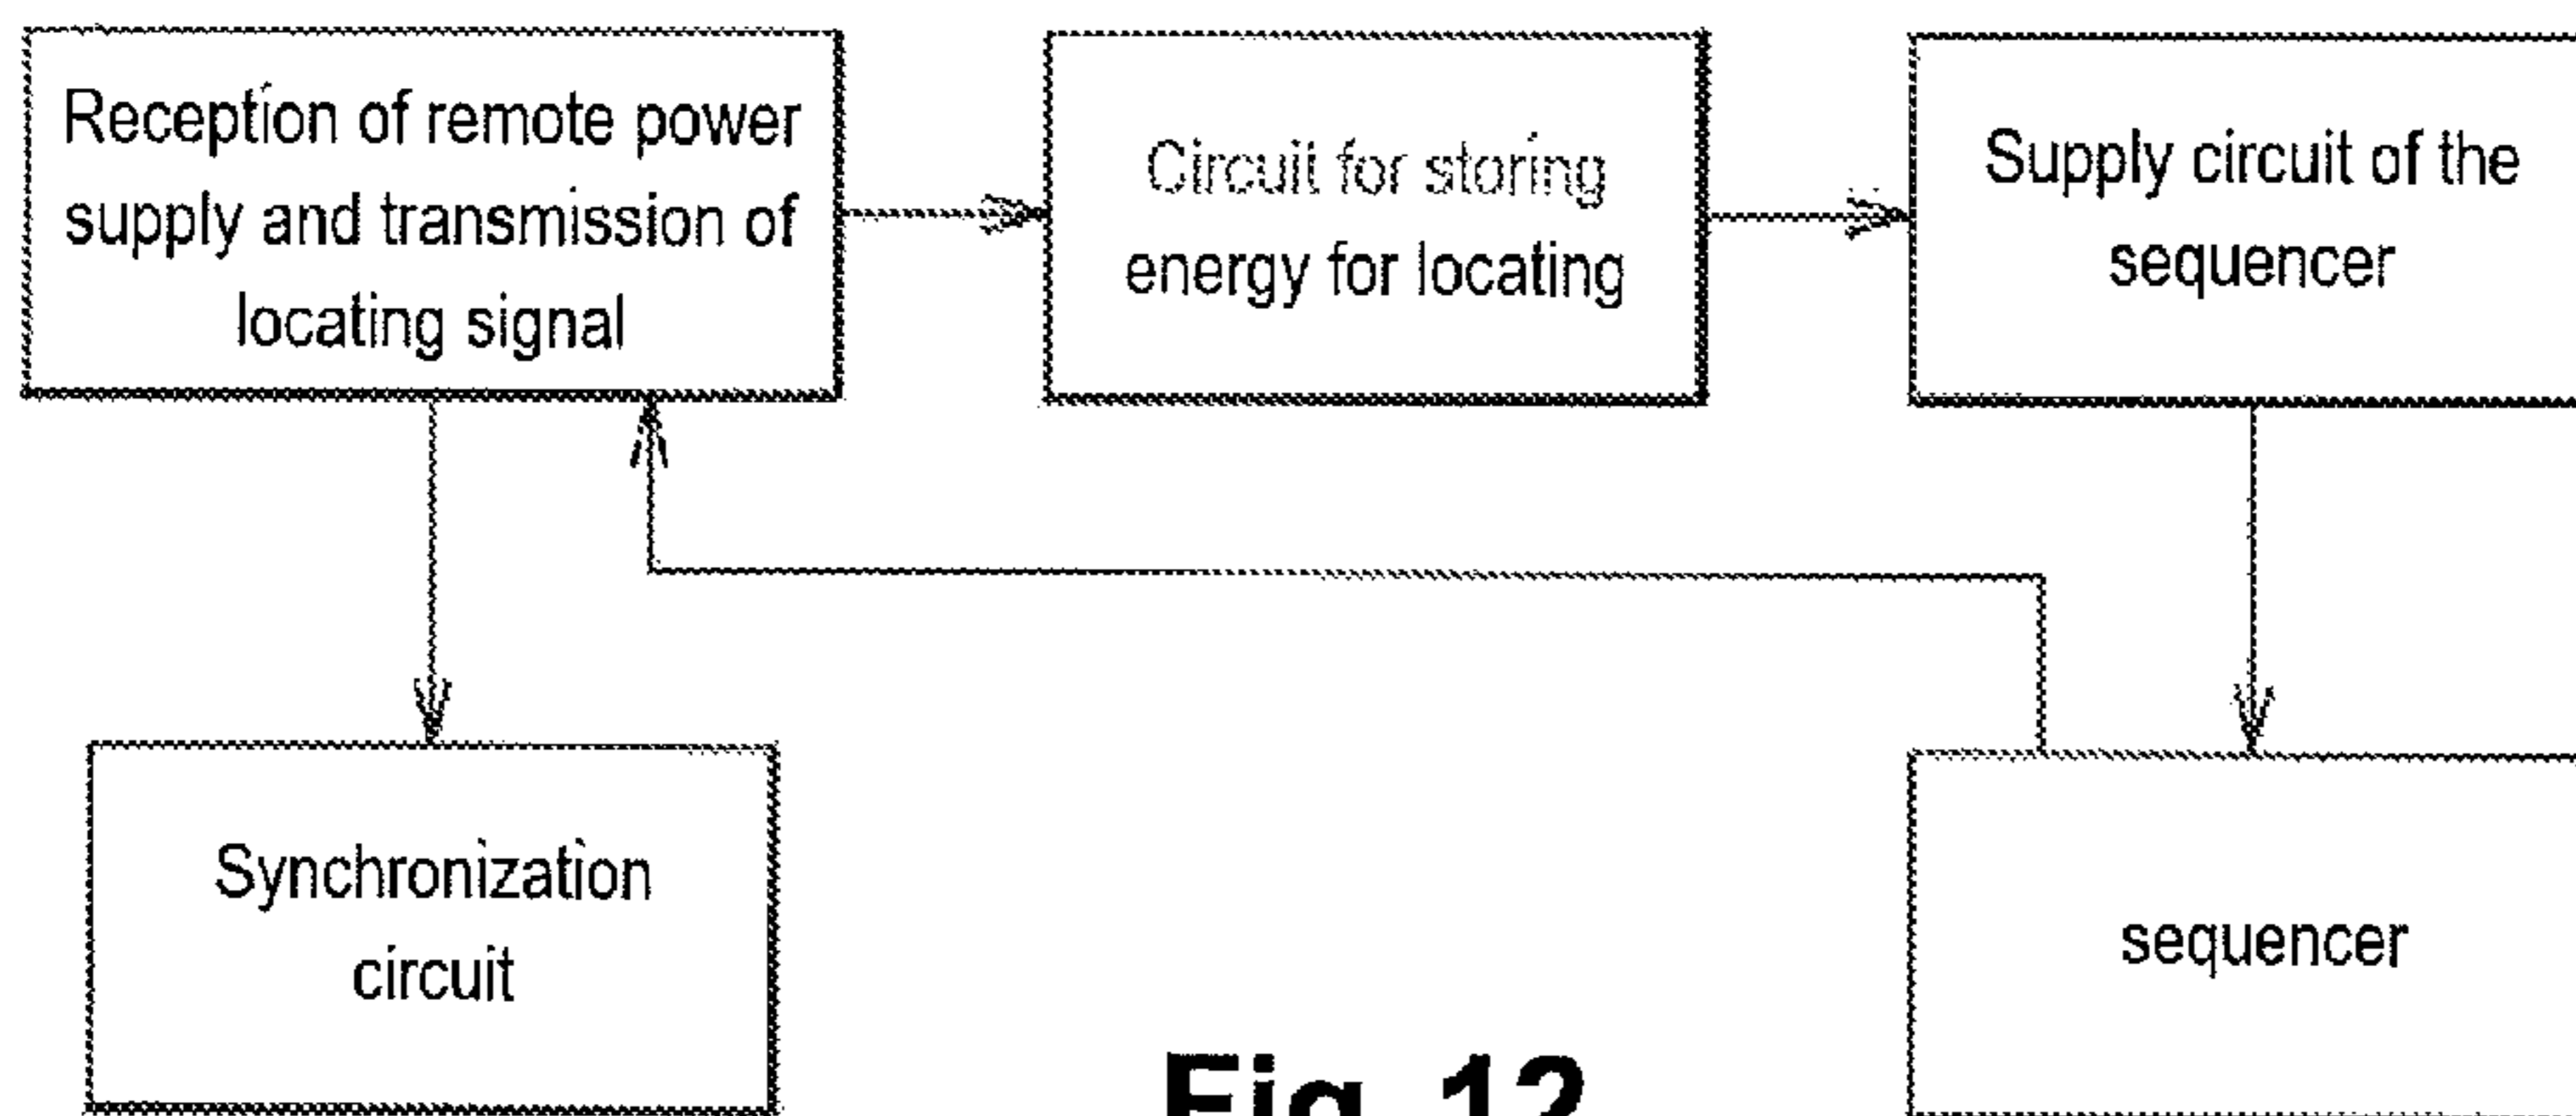 Reception of remote power
supply and transmission of
locating signal
Circuit for storing
energy for locating
Supply circuit of the
sequencer
Synchronization
circuit
sequencer
Fig. 12